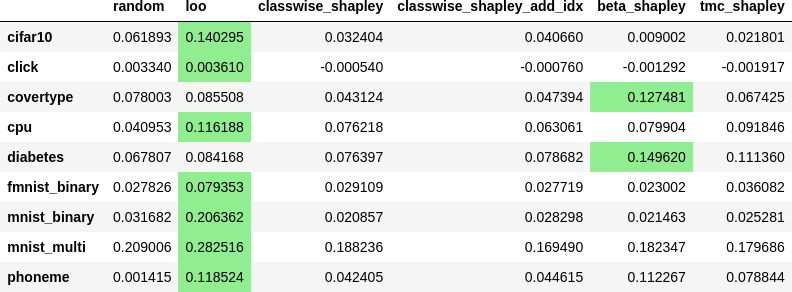 random loo classwise_shapley classwise_shapley_add_idx beta_shapley tmc_shapley
cifar10 0.061893 0.140295 0.032404 0.040660 0.009002 0.021801
click 0.003340 0.003610 -0.000540 -0.000760 -0.001292 -0.001917
covertype 0.078003 0.085508 0.043124 0.047394 0.127481 0.067425
cpu 0.040953 0.116188 0.076218 0.063061 0.079904 0.091846
diabetes 0.067807 0.084168 0.076397 0.078682 0.149620 0.111360
fmnist_binary 0.027826 0.079353 0.029109 0.027719 0.023002 0.036082
mnist_binary 0.031682 0.206362 0.020857 0.028298 0.021463 0.025281
mnist_multi 0.209006 0.282516 0.188236 0.169490 0.182347 0.179686
phoneme 0.001415 0.118524 0.042405 0.044615 0.112267 0.078844